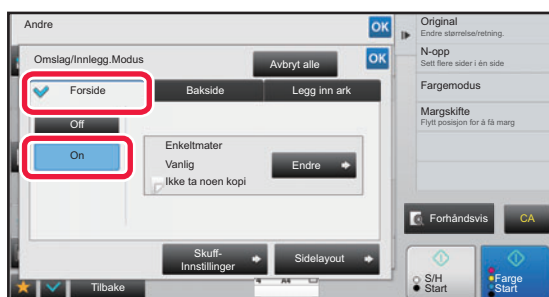 Andre
OK
Omslag/Innlegg.Modus
Avbryt alle
OK
Forside
Bakside
Legg inn ark
Off
On
Enkeltmater
Vanlig
Ikke ta noen kopi
Endre
Skuff-
Innstillinger
Sidelayout
Tilbake
A4
Original
Endre størrelse/retning.
N-opp
Sett flere sider i én side
Fargemodus
Margskifte
Flytt posisjon for å få marg
Forhåndsvis
CA
S/H
Start
Farge
Start